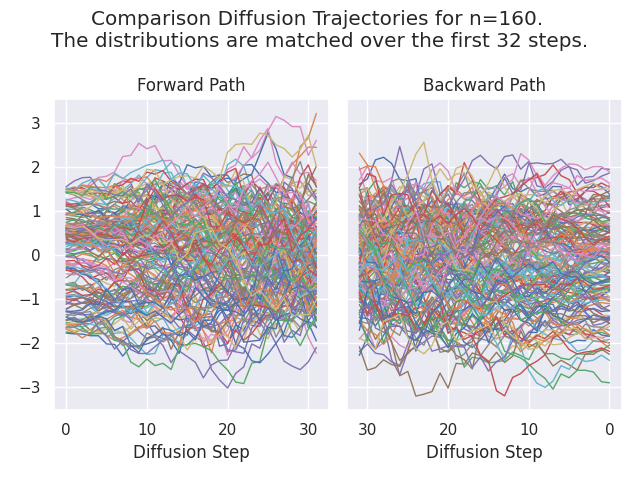 Comparison Diffusion Trajectories for n=160.
The distributions are matched over the first 32 steps.
Forward Path
Backward Path
3
2
1
0
−1
−2
−3
0 10 20 30
30 20 10 0
Diffusion Step
Diffusion Step